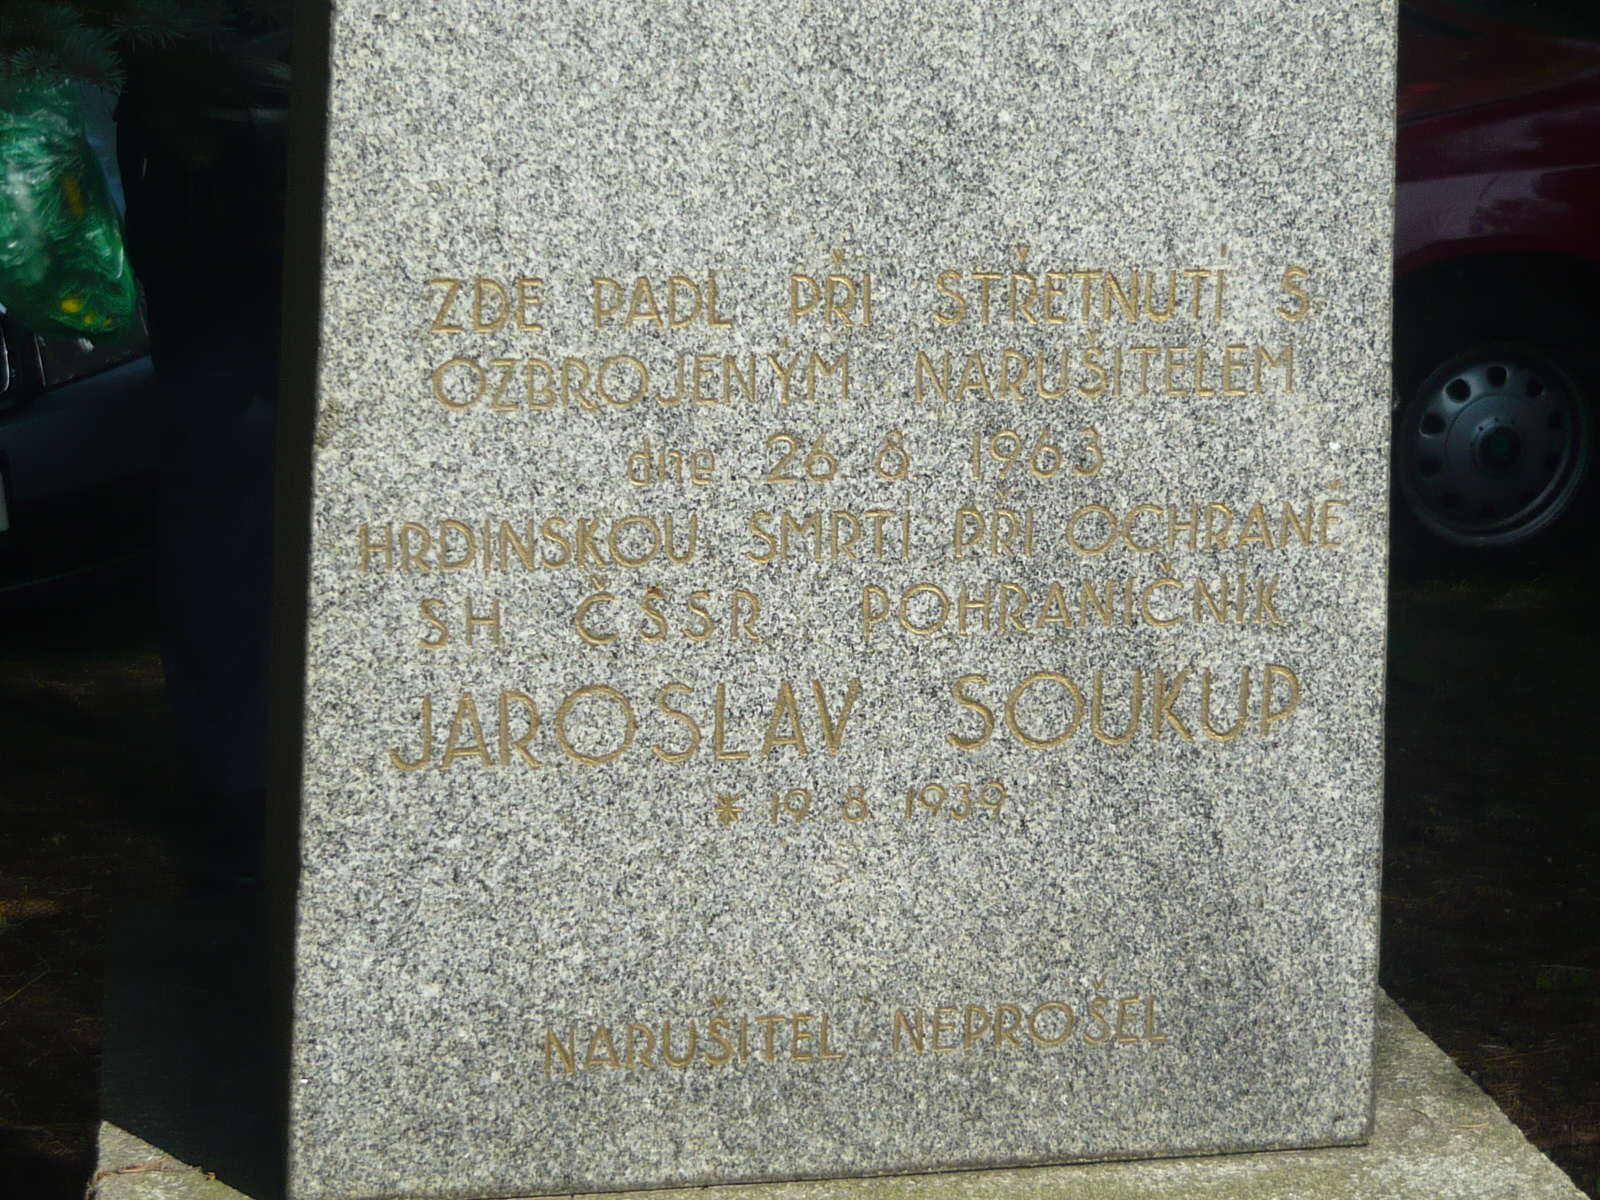 ZDE PADL PŘI STŘETNUTÍ S
OZBROJENÝM NARUŠITELEM
dne 26. 8. 1963
HRDINSKOU SMRTÍ PŘI OCHRANĚ
SH ČSSR POHRANIČNÍK
JAROSLAV SOUKUP
* 19 8 1939
NARUŠITEL NEPROŠEL